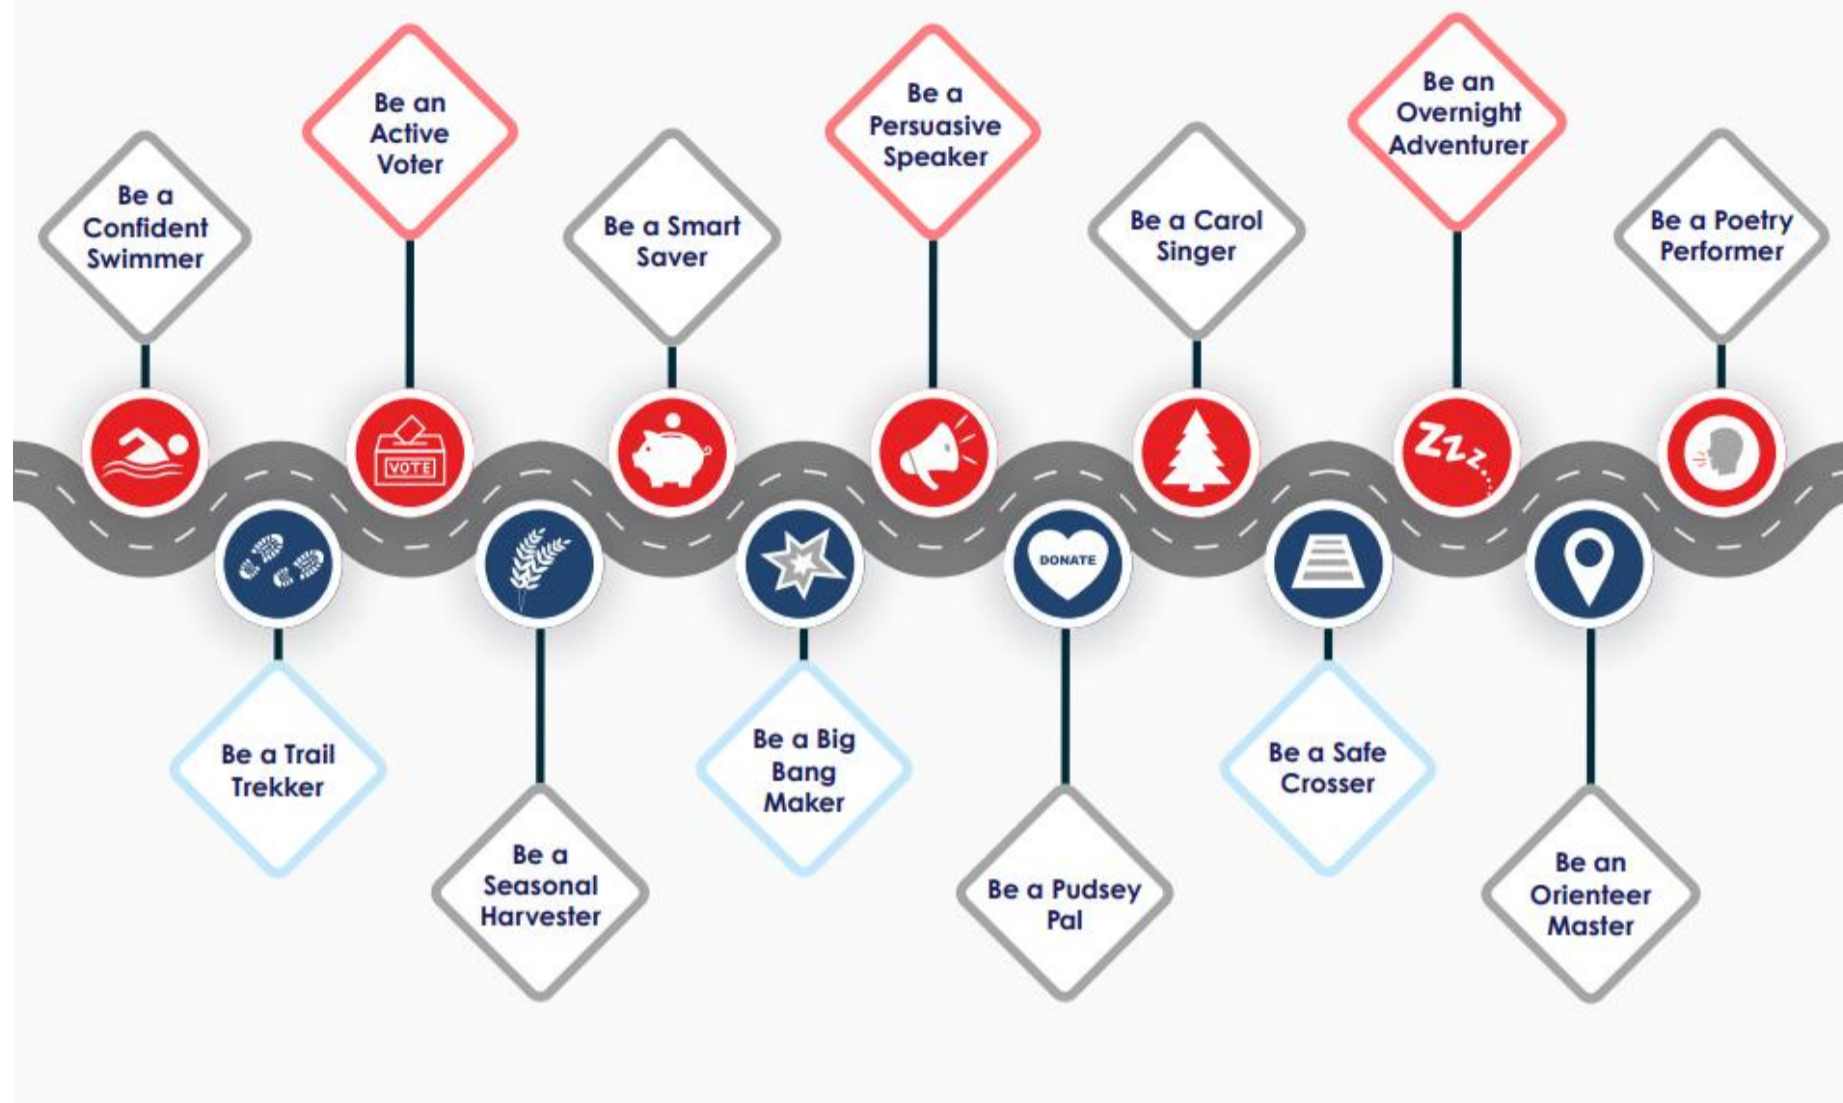 Be a
Confident
Swimmer
Be an
Active
Voter
Be a Smart
Saver
Be a
Persuasive
Speaker
Be a Carol
Singer
Be an
Overnight
Adventurer
Be a Poetry
Performer
VOTE
Zzz
DONATE
Be a Trail
Trekker
Be a
Seasonal
Harvester
Be a Big
Bang
Maker
Be a Pudsey
Pal
Be a Safe
Crosser
Be an
Orienteer
Master